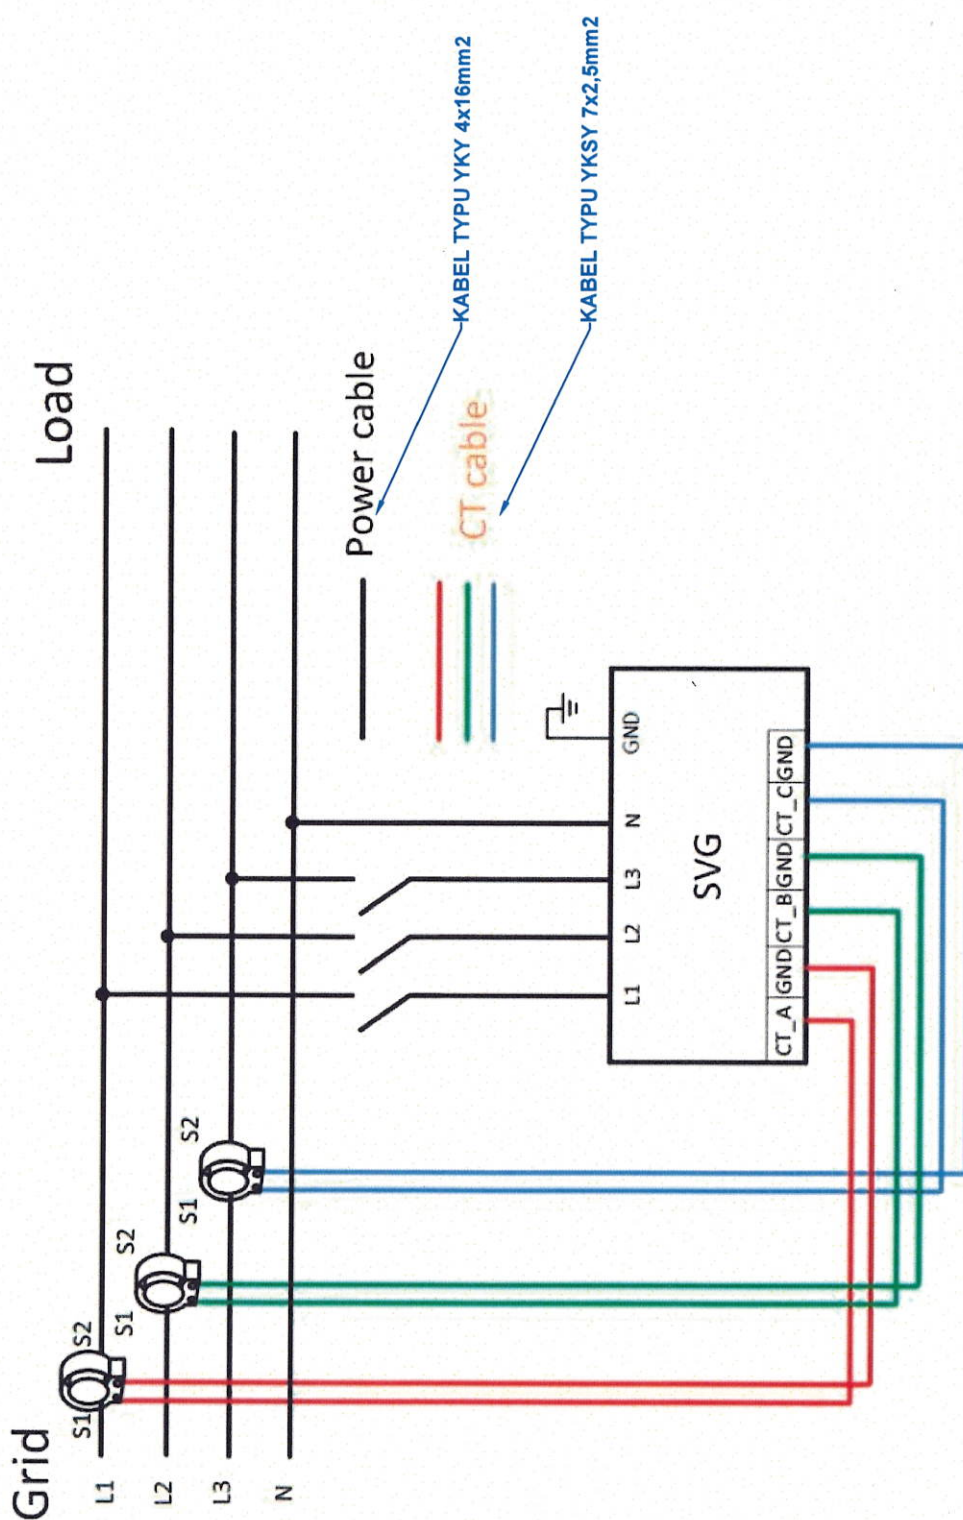 Grid
Load
L1
L2
L3
N
S1
S2
S1
S2
S1
S2
Power cable
CT cable
KABEL TYPU YKY 4x16mm2
KABEL TYPU YKSY 7x2,5mm2
L1
L2
L3
N
GND
SVG
CT_A
GND
CT_B
GND
CT_C
GND